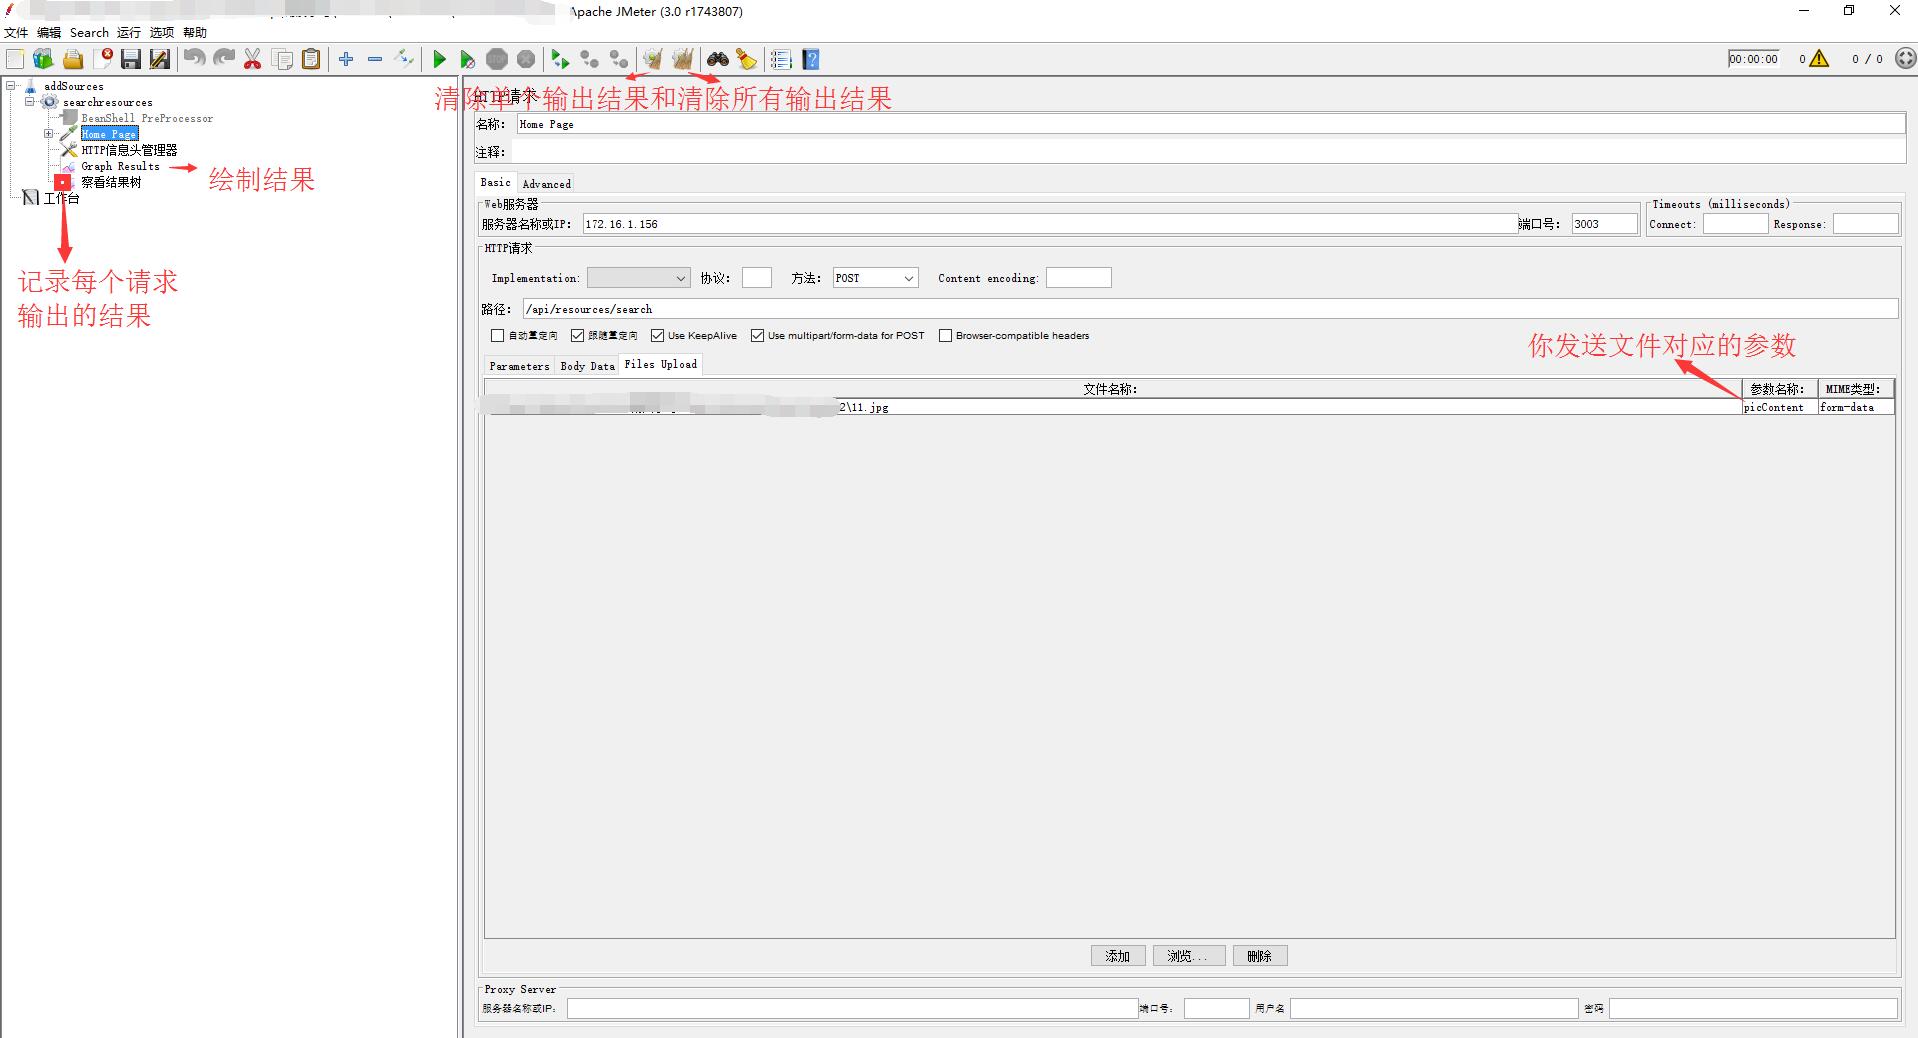 Apache JMeter (3.0 r1743807)
文件 编辑 Search 运行 选项 帮助
00:00:00 0 0 / 0
addSources
searchresources
BeanShell PreProcessor
Home Page
HTTP信息头管理器
Graph Results
察看结果树
工作台
绘制结果
记录每个请求
输出的结果
清除单个输出结果和清除所有输出结果
HTTP请求
名称： Home Page
注释：
Basic Advanced
Web服务器
服务器名称或IP： 172.16.1.156 端口号： 3003
Timeouts (milliseconds)
Connect: Response:
HTTP请求
Implementation: 协议： 方法： POST Content encoding:
路径： /api/resources/search
自动重定向 跟随重定向 Use KeepAlive Use multipart/form-data for POST Browser-compatible headers
你发送文件对应的参数
Parameters Body Data Files Upload
文件名称： 参数名称： MIME类型：
2\11.jpg picContent form-data
添加 浏览... 删除
Proxy Server
服务器名称或IP： 端口号： 用户名 密码